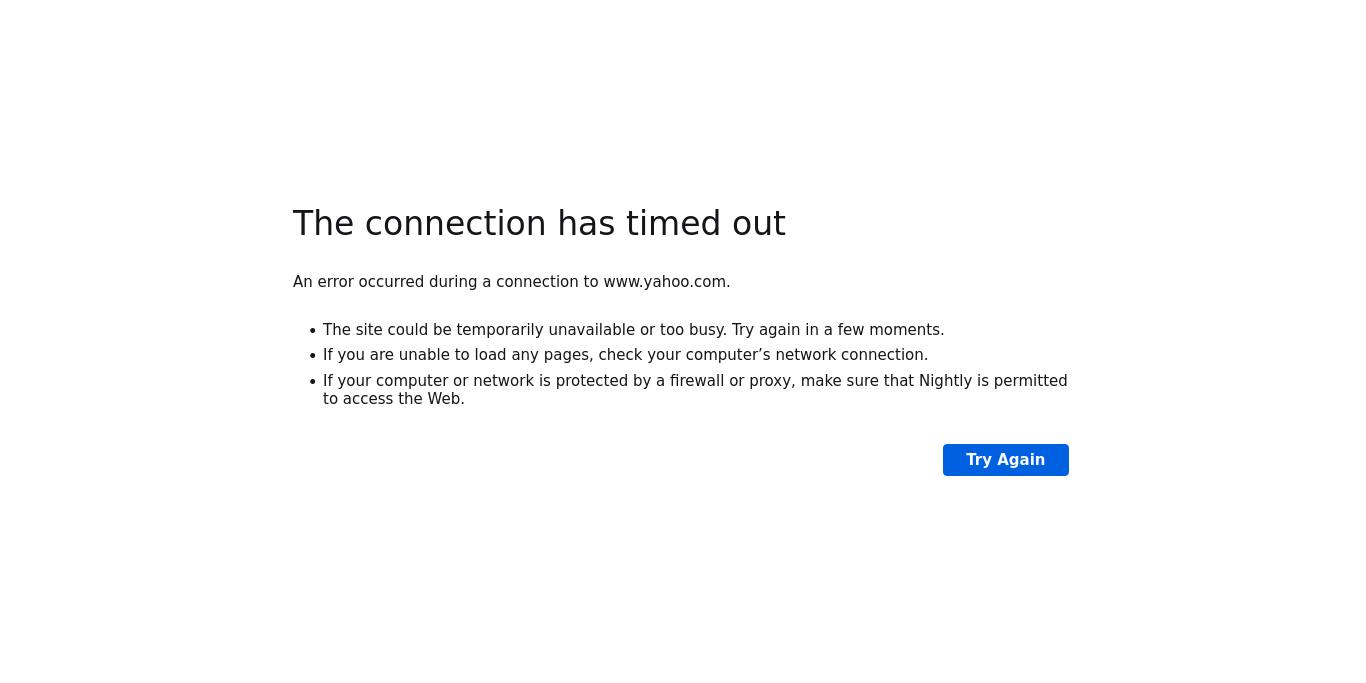 The connection has timed out
An error occurred during a connection to www.yahoo.com.
• The site could be temporarily unavailable or too busy. Try again in a few moments.
• If you are unable to load any pages, check your computer’s network connection.
• If your computer or network is protected by a firewall or proxy, make sure that Nightly is permitted
to access the Web.
Try Again